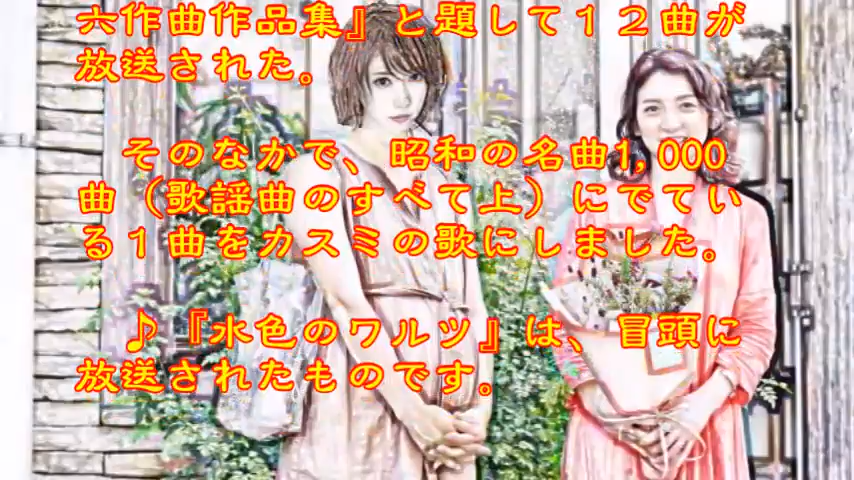 六作曲作品集』と題して１２曲が
放送された。
そのなかで、昭和の名曲1,000
曲（歌謡曲のすべて上）にでてい
る１曲をカスミの歌にしました。
♪『水色のワルツ』は、冒頭に
放送されたものです。